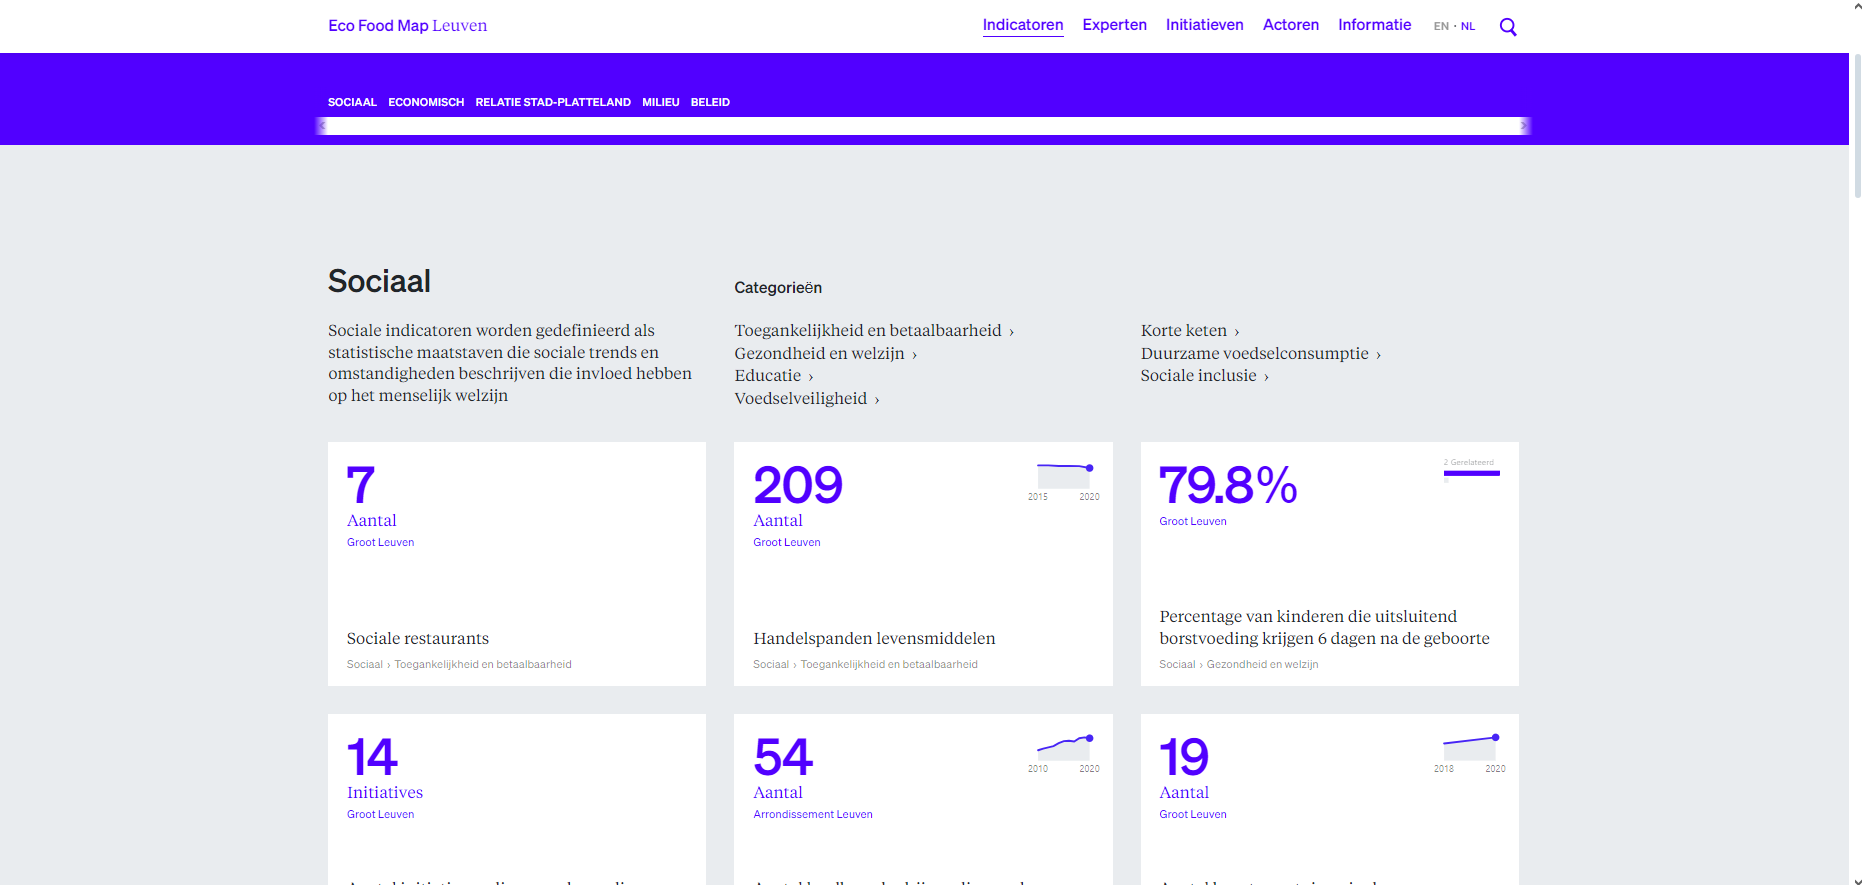 Eco Food Map Leuven
Indicatoren Experten Initiatieven Actoren Informatie EN · NL
SOCIAAL ECONOMISCH RELATIE STAD-PLATTELAND MILIEU BELEID
Sociaal
Sociale indicatoren worden gedefinieerd als
statistische maatstaven die sociale trends en
omstandigheden beschrijven die invloed hebben
op het menselijk welzijn
Categorieën
Toegankelijkheid en betaalbaarheid ›
Gezondheid en welzijn ›
Educatie ›
Voedselveiligheid ›
Korte keten ›
Duurzame voedselconsumptie ›
Sociale inclusie ›
7
Aantal
Groot Leuven
Sociale restaurants
Sociaal › Toegankelijkheid en betaalbaarheid
209
Aantal
Groot Leuven
2015 2020
Handelspanden levensmiddelen
Sociaal › Toegankelijkheid en betaalbaarheid
79.8%
Groot Leuven
2 Gerelateerd
Percentage van kinderen die uitsluitend
borstvoeding krijgen 6 dagen na de geboorte
Sociaal › Gezondheid en welzijn
14
Initiatives
Groot Leuven
54
Aantal
Arrondissement Leuven
2010 2020
19
Aantal
Groot Leuven
2018 2020